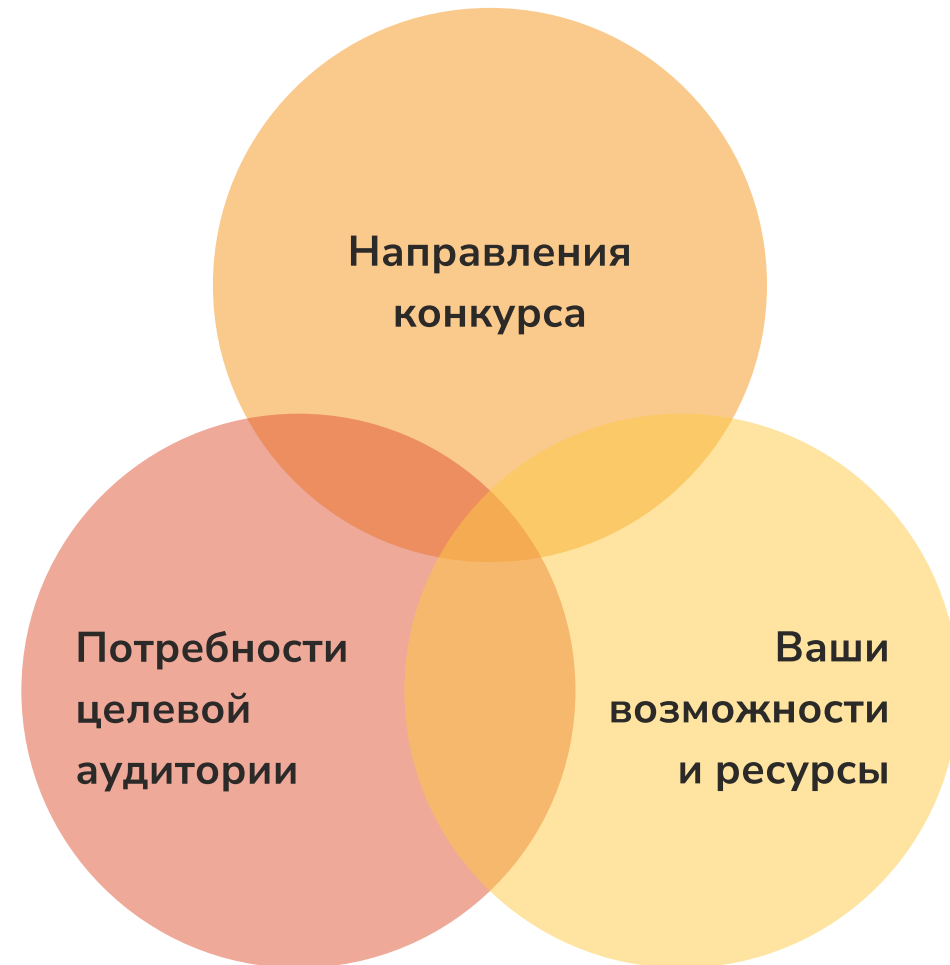 Направления
конкурса
Потребности
целевой
аудитории
Ваши
возможности
и ресурсы